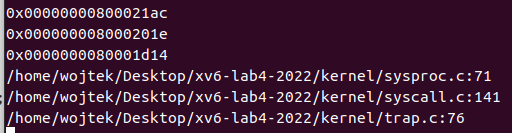 0x00000000800021ac
0x000000008000201e
0x0000000080001d14
/home/wojtek/Desktop/xv6-lab4-2022/kernel/sysproc.c:71
/home/wojtek/Desktop/xv6-lab4-2022/kernel/syscall.c:141
/home/wojtek/Desktop/xv6-lab4-2022/kernel/trap.c:76